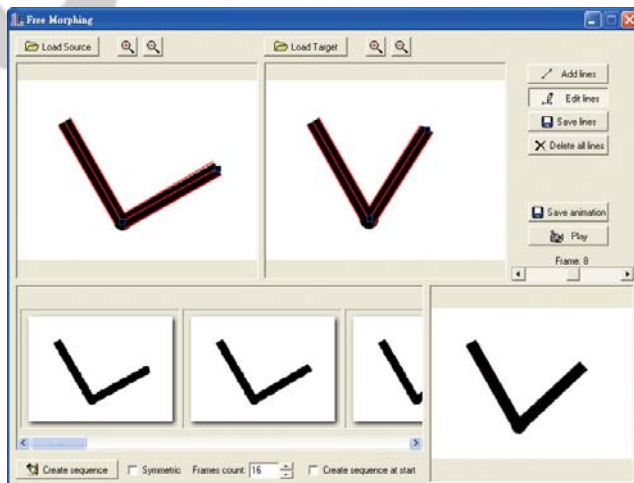 Free Morphing
Load Source
Load Target
Add lines
Edit lines
Save lines
Delete all lines
Save animation
Play
Frame: 8
Create sequence
Symmetric
Frames count:
16
Create sequence at start